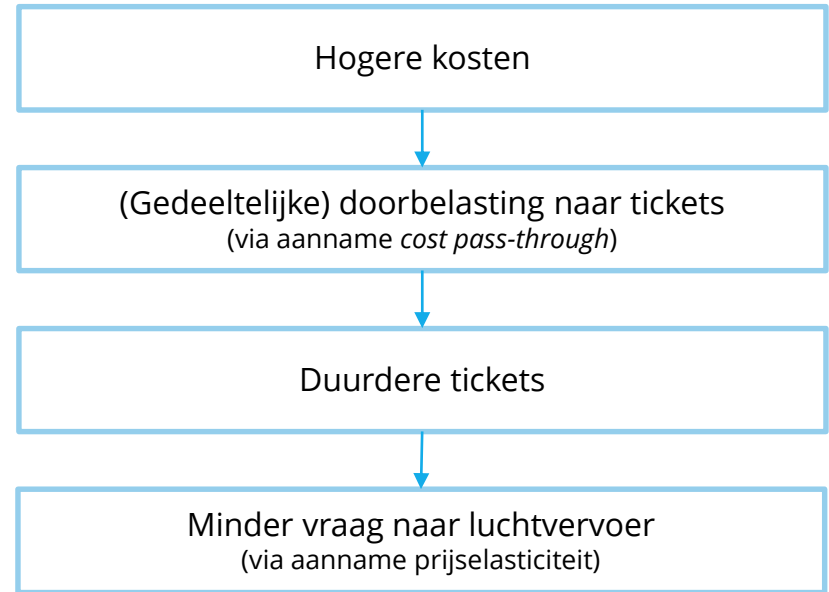 Hogere kosten
(Gedeeltelijke) doorbelasting naar tickets
(via aanname cost pass-through)
Duurdere tickets
Minder vraag naar luchtvervoer
(via aanname prijselasticiteit)